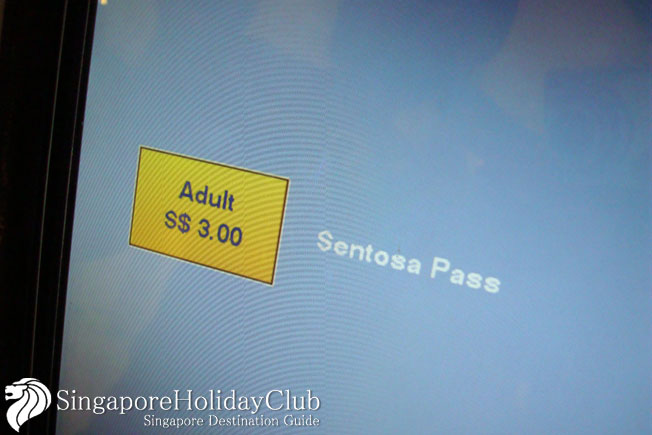 Adult
S$ 3.00
Sentosa Pass
SingaporeHolidayClub
Singapore Destination Guide